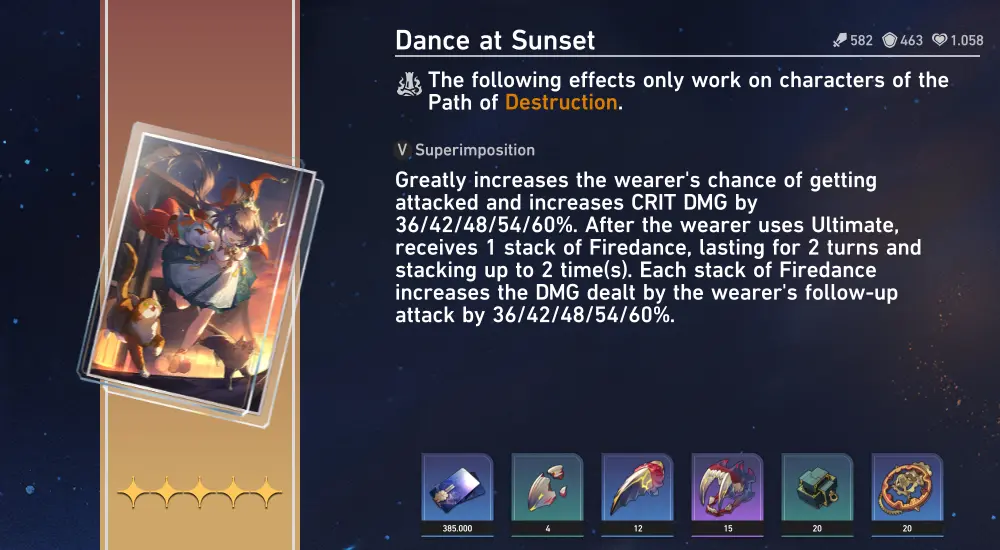 Dance at Sunset
582 463 1.058
The following effects only work on characters of the
Path of Destruction.
V Superimposition
Greatly increases the wearer's chance of getting
attacked and increases CRIT DMG by
36/42/48/54/60%. After the wearer uses Ultimate,
receives 1 stack of Firedance, lasting for 2 turns and
stacking up to 2 time(s). Each stack of Firedance
increases the DMG dealt by the wearer's follow-up
attack by 36/42/48/54/60%.
385.000 4 12 15 20 20